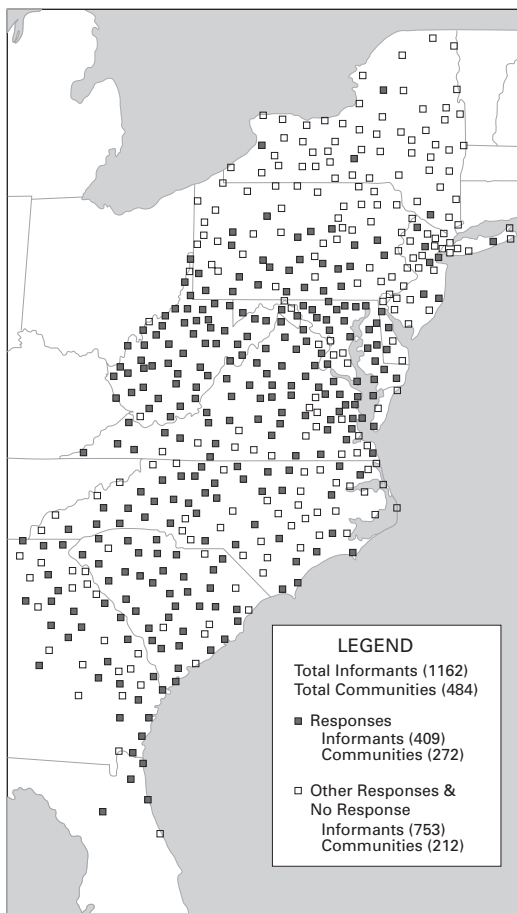 LEGEND
Total Informants (1162)
Total Communities (484)
Responses
Informants (409)
Communities (272)
Other Responses &
No Response
Informants (753)
Communities (212)